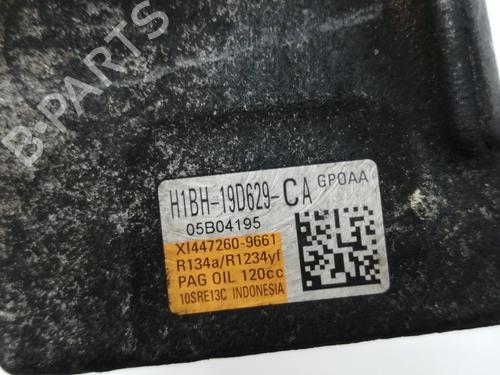 B-PARTS
H1BH-19D629-CA GPOAA
05B04195
XI447260-9661
R134a/R1234yf
PAG OIL 120cc
10SRE13C INDONESIA